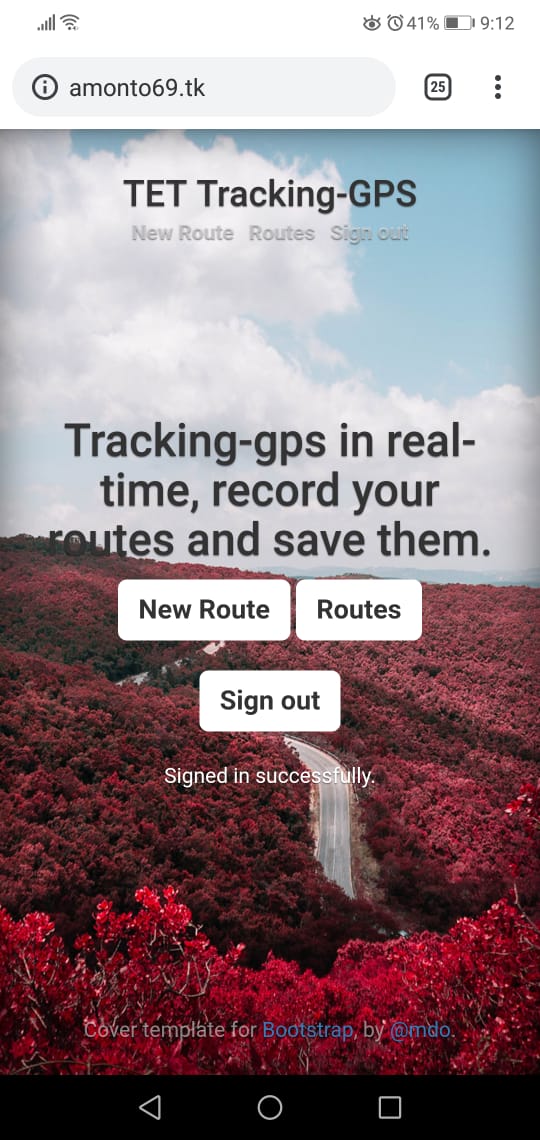 41% 9:12
amonto69.tk
25
TET Tracking-GPS
New Route Routes Sign out
Tracking-gps in real-
time, record your
routes and save them.
New Route Routes
Sign out
Signed in successfully.
Cover template for Bootstrap, by @mdo.